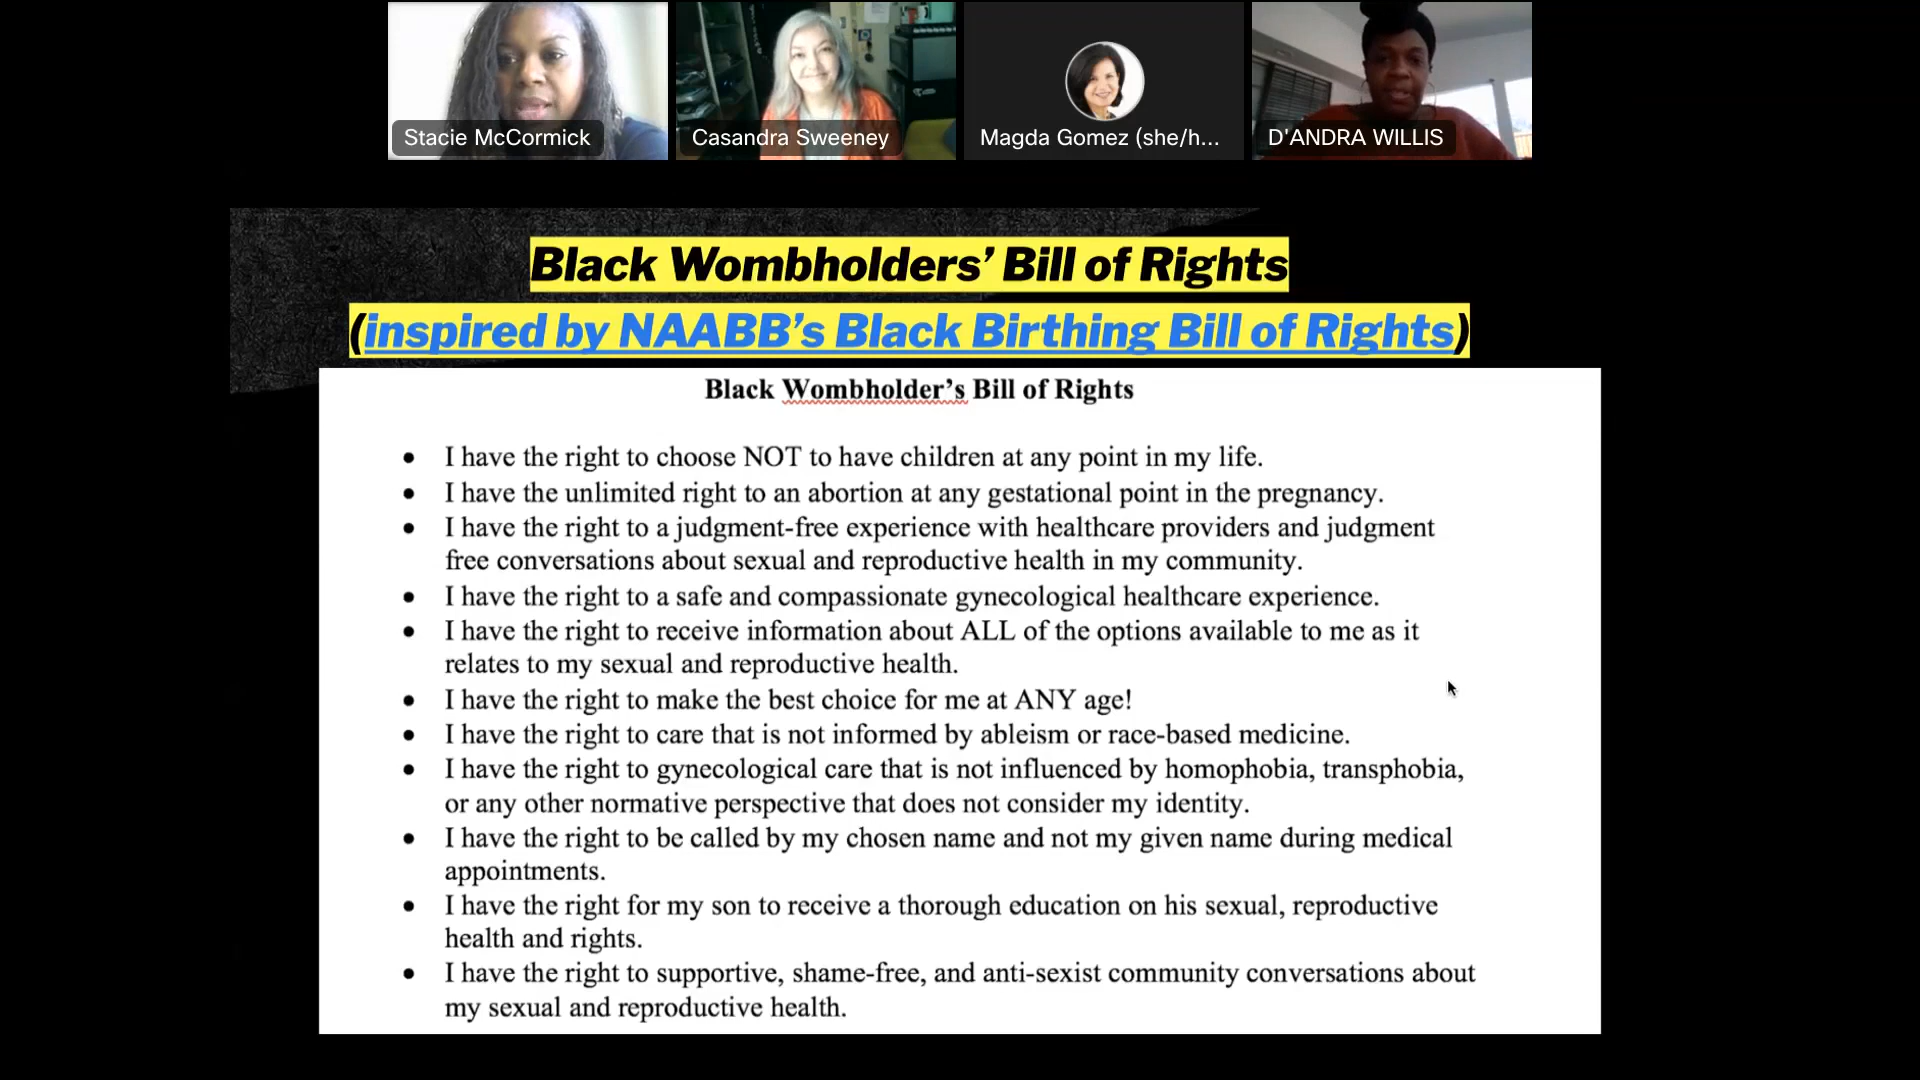 Stacie McCormick
Casandra Sweeney
Magda Gomez (she/h...
D'ANDRA WILLIS
Black Wombholders’ Bill of Rights
(inspired by NAABB’s Black Birthing Bill of Rights)
Black Wombholder’s Bill of Rights
• I have the right to choose NOT to have children at any point in my life.
• I have the unlimited right to an abortion at any gestational point in the pregnancy.
• I have the right to a judgment-free experience with healthcare providers and judgment
free conversations about sexual and reproductive health in my community.
• I have the right to a safe and compassionate gynecological healthcare experience.
• I have the right to receive information about ALL of the options available to me as it
relates to my sexual and reproductive health.
• I have the right to make the best choice for me at ANY age!
• I have the right to care that is not informed by ableism or race-based medicine.
• I have the right to gynecological care that is not influenced by homophobia, transphobia,
or any other normative perspective that does not consider my identity.
• I have the right to be called by my chosen name and not my given name during medical
appointments.
• I have the right for my son to receive a thorough education on his sexual, reproductive
health and rights.
• I have the right to supportive, shame-free, and anti-sexist community conversations about
my sexual and reproductive health.